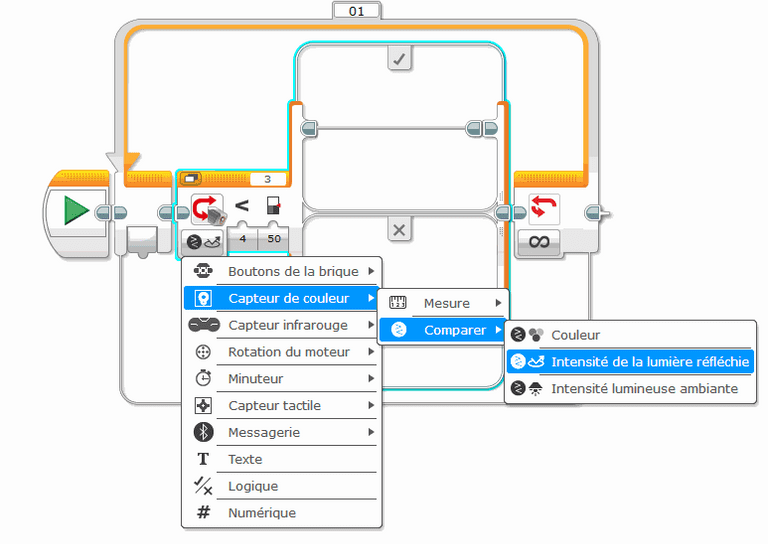 01
3
<
4 50
Boutons de la brique
Capteur de couleur
Capteur infrarouge
Rotation du moteur
Minuteur
Capteur tactile
Messagerie
T Texte
Logique
# Numérique
Mesure
Comparer
Couleur
Intensité de la lumière réfléchie
Intensité lumineuse ambiante
∞